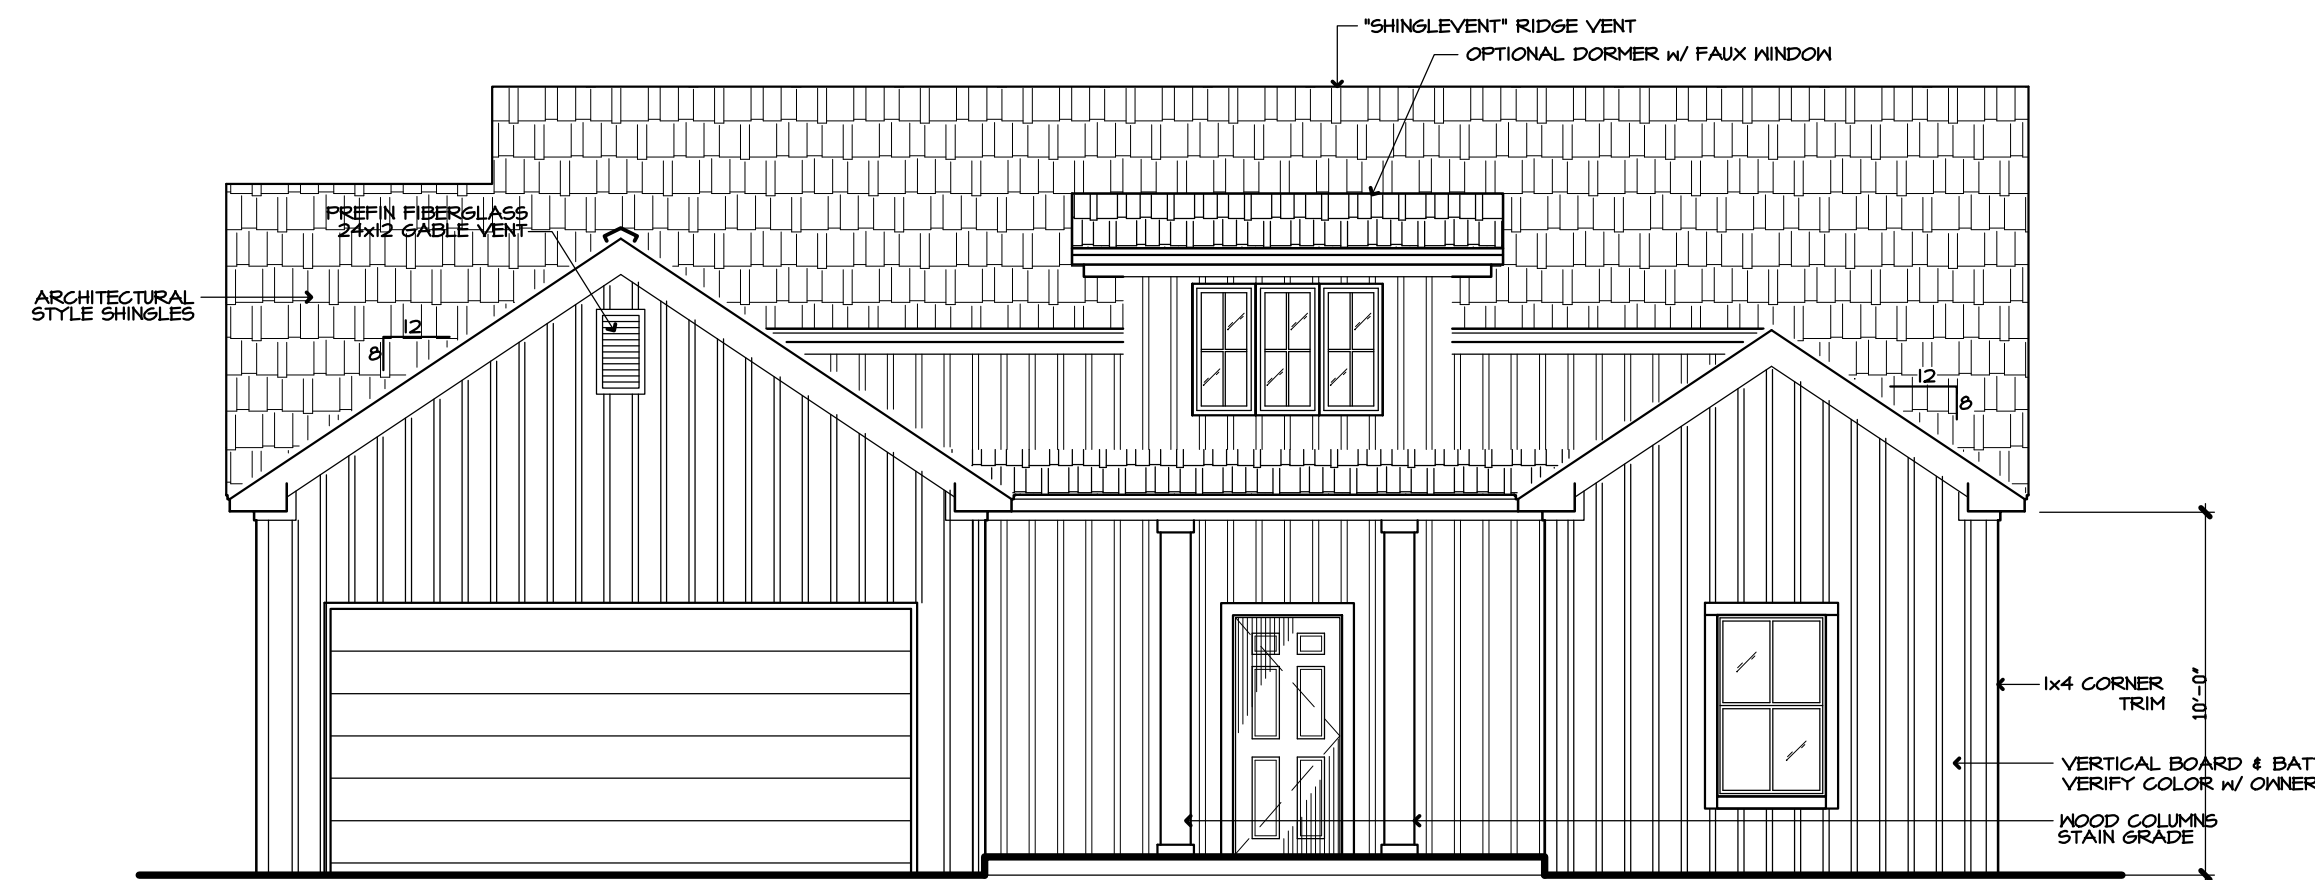 "SHINGLEVENT" RIDGE VENT
OPTIONAL DORMER w/ FAUX WINDOW
PREFIN FIBERGLASS
24x12 GABLE VENT
ARCHITECTURAL
STYLE SHINGLES
12
8
12
8
1x4 CORNER
TRIM
10'-0"
VERTICAL BOARD & BATT
VERIFY COLOR w/ OWNER
WOOD COLUMNS
STAIN GRADE